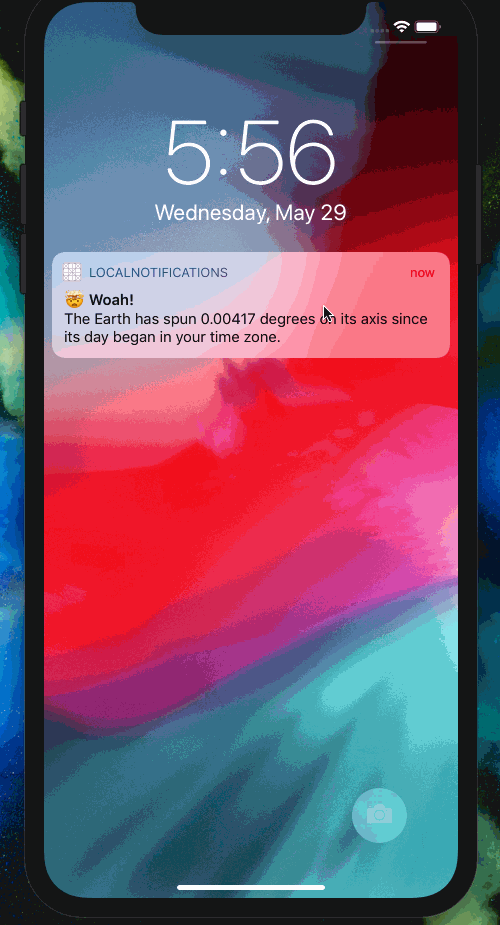 5:56
Wednesday, May 29
LOCALNOTIFICATIONS now
🤯 Woah!
The Earth has spun 0.00417 degrees on its axis since
its day began in your time zone.